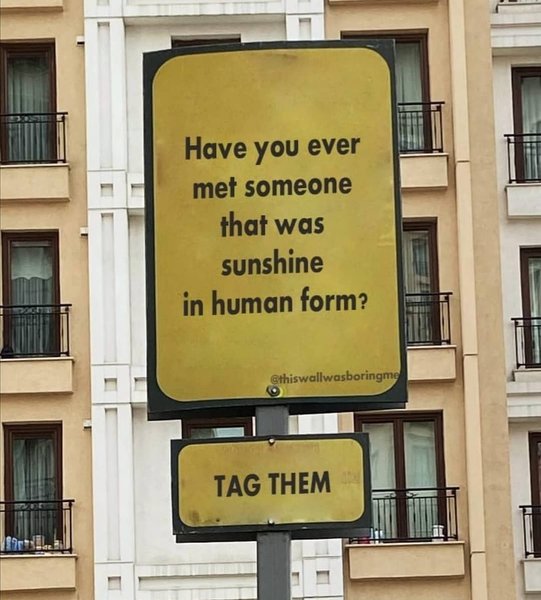 Have you ever
met someone
that was
sunshine
in human form?
@thiswallwasboringme
TAG THEM